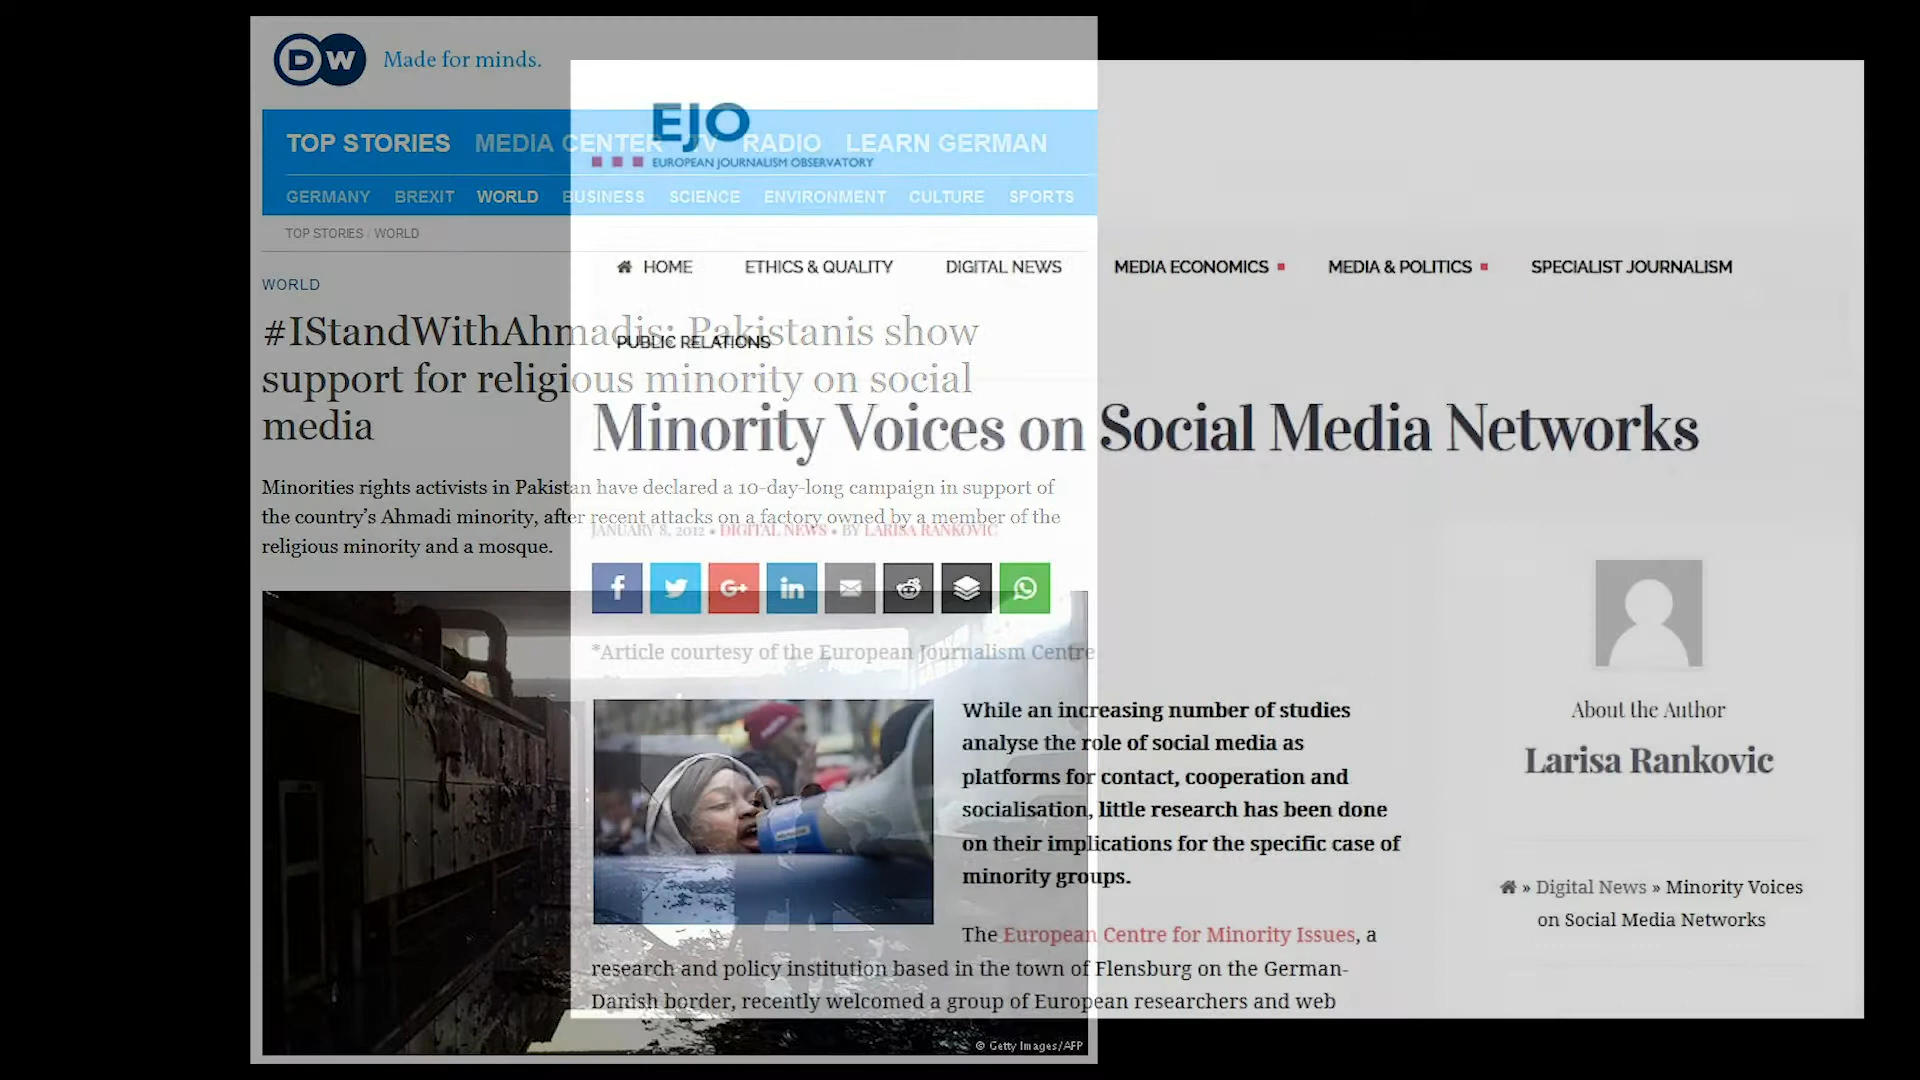 DW Made for minds.
TOP STORIES MEDIA CENTER TV RADIO LEARN GERMAN
GERMANY BREXIT WORLD BUSINESS SCIENCE ENVIRONMENT CULTURE SPORTS
TOP STORIES / WORLD
WORLD
#IStandWithAhmadis: Pakistanis show
support for religious minority on social
media
Minorities rights activists in Pakistan have declared a 10-day-long campaign in support of
the country's Ahmadi minority, after recent attacks on a factory owned by a member of the
religious minority and a mosque.
© Getty Images/AFP
EJO
EUROPEAN JOURNALISM OBSERVATORY
HOME ETHICS & QUALITY DIGITAL NEWS MEDIA ECONOMICS MEDIA & POLITICS SPECIALIST JOURNALISM
PUBLIC RELATIONS
Minority Voices on Social Media Networks
JANUARY 8, 2012 • DIGITAL NEWS • BY LARISA RANKOVIC
*Article courtesy of the European Journalism Centre
While an increasing number of studies
analyse the role of social media as
platforms for contact, cooperation and
socialisation, little research has been done
on their implications for the specific case of
minority groups.
The European Centre for Minority Issues, a
research and policy institution based in the town of Flensburg on the German-
Danish border, recently welcomed a group of European researchers and web
About the Author
Larisa Rankovic
» Digital News » Minority Voices
on Social Media Networks